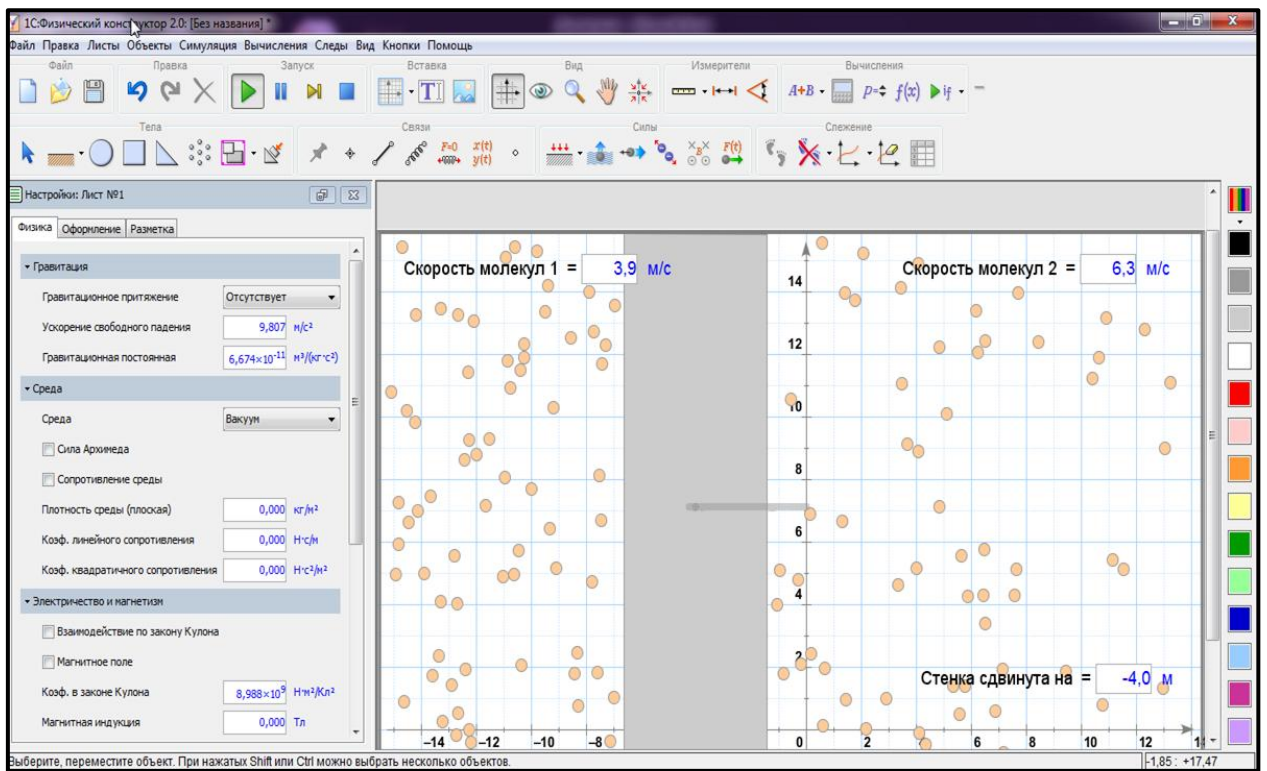 1С:Физический конструктор 2.0: [Без названия] *
Файл Правка Листы Объекты Симуляция Вычисления Следы Вид Кнопки Помощь
Файл Правка Запуск Вставка Вид Измерители Вычисления
T A+B p= f(x) if
Тела Связи Силы Слежение
F=0 x(t) y(t) F(t)
Настройки: Лист №1
Физика Оформление Разметка
Гравитация
Гравитационное притяжение Отсутствует
Ускорение свободного падения 9,807 м/с²
Гравитационная постоянная 6,674×10⁻¹¹ м³/(кг·с²)
Среда
Среда Вакуум
Сила Архимеда
Сопротивление среды
Плотность среды (плоская) 0,000 кг/м²
Коэф. линейного сопротивления 0,000 Н·с/м
Коэф. квадратичного сопротивления 0,000 Н·с²/м²
Электричество и магнетизм
Взаимодействие по закону Кулона
Магнитное поле
Коэф. в законе Кулона 8,988×10⁹ Н·м²/Кл²
Магнитная индукция 0,000 Тл
Скорость молекул 1 = 3,9 м/с
Скорость молекул 2 = 6,3 м/с
14
12
10
8
6
4
2
Стенка сдвинута на = -4,0 м
−14 −12 −10 −8 0 2 6 8 10 12
Выберите, переместите объект. При нажатых Shift или Ctrl можно выбрать несколько объектов.
-1,85 : +17,47